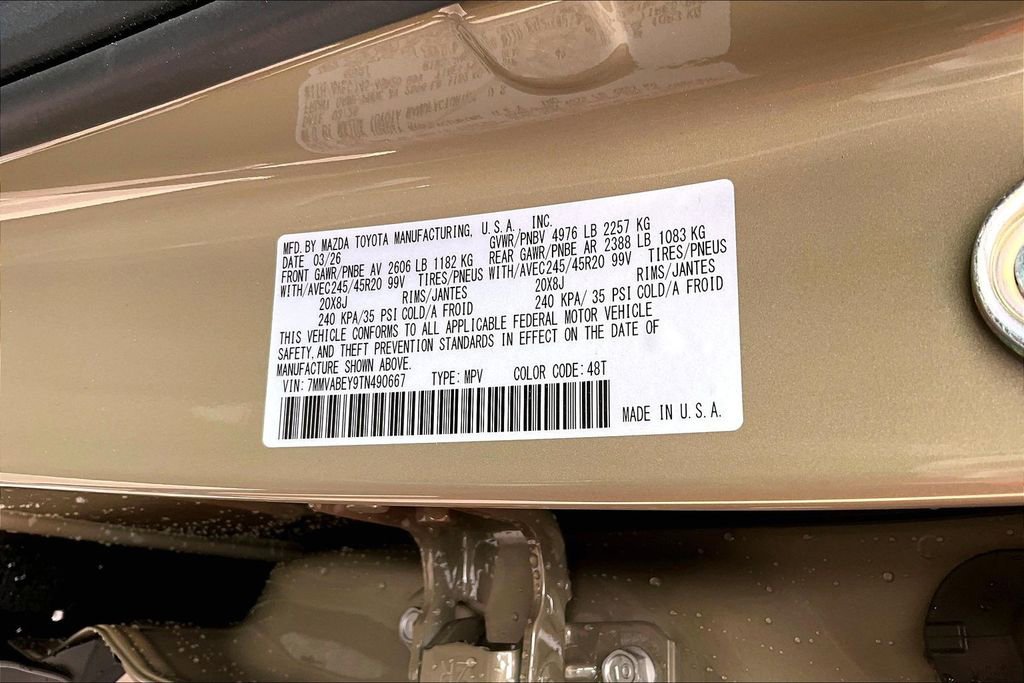 MFD. BY MAZDA TOYOTA MANUFACTURING, U.S.A. INC.
DATE 03/26 GVWR/PNBV 4976 LB 2257 KG
FRONT GAWR/PNBE AV 2606 LB 1182 KG REAR GAWR/PNBE AR 2388 LB 1083 KG
WITH/AVEC245/45R20 99V TIRES/PNEUS WITH/AVEC245/45R20 99V TIRES/PNEUS
20X8J RIMS/JANTES 20X8J RIMS/JANTES
240 KPA/35 PSI COLD/A FROID 240 KPA/ 35 PSI COLD/A FROID
THIS VEHICLE CONFORMS TO ALL APPLICABLE FEDERAL MOTOR VEHICLE
SAFETY, AND THEFT PREVENTION STANDARDS IN EFFECT ON THE DATE OF
MANUFACTURE SHOWN ABOVE.
VIN: 7MMVABEY9TN490667 TYPE: MPV COLOR CODE: 48T
MADE IN U.S.A.
10